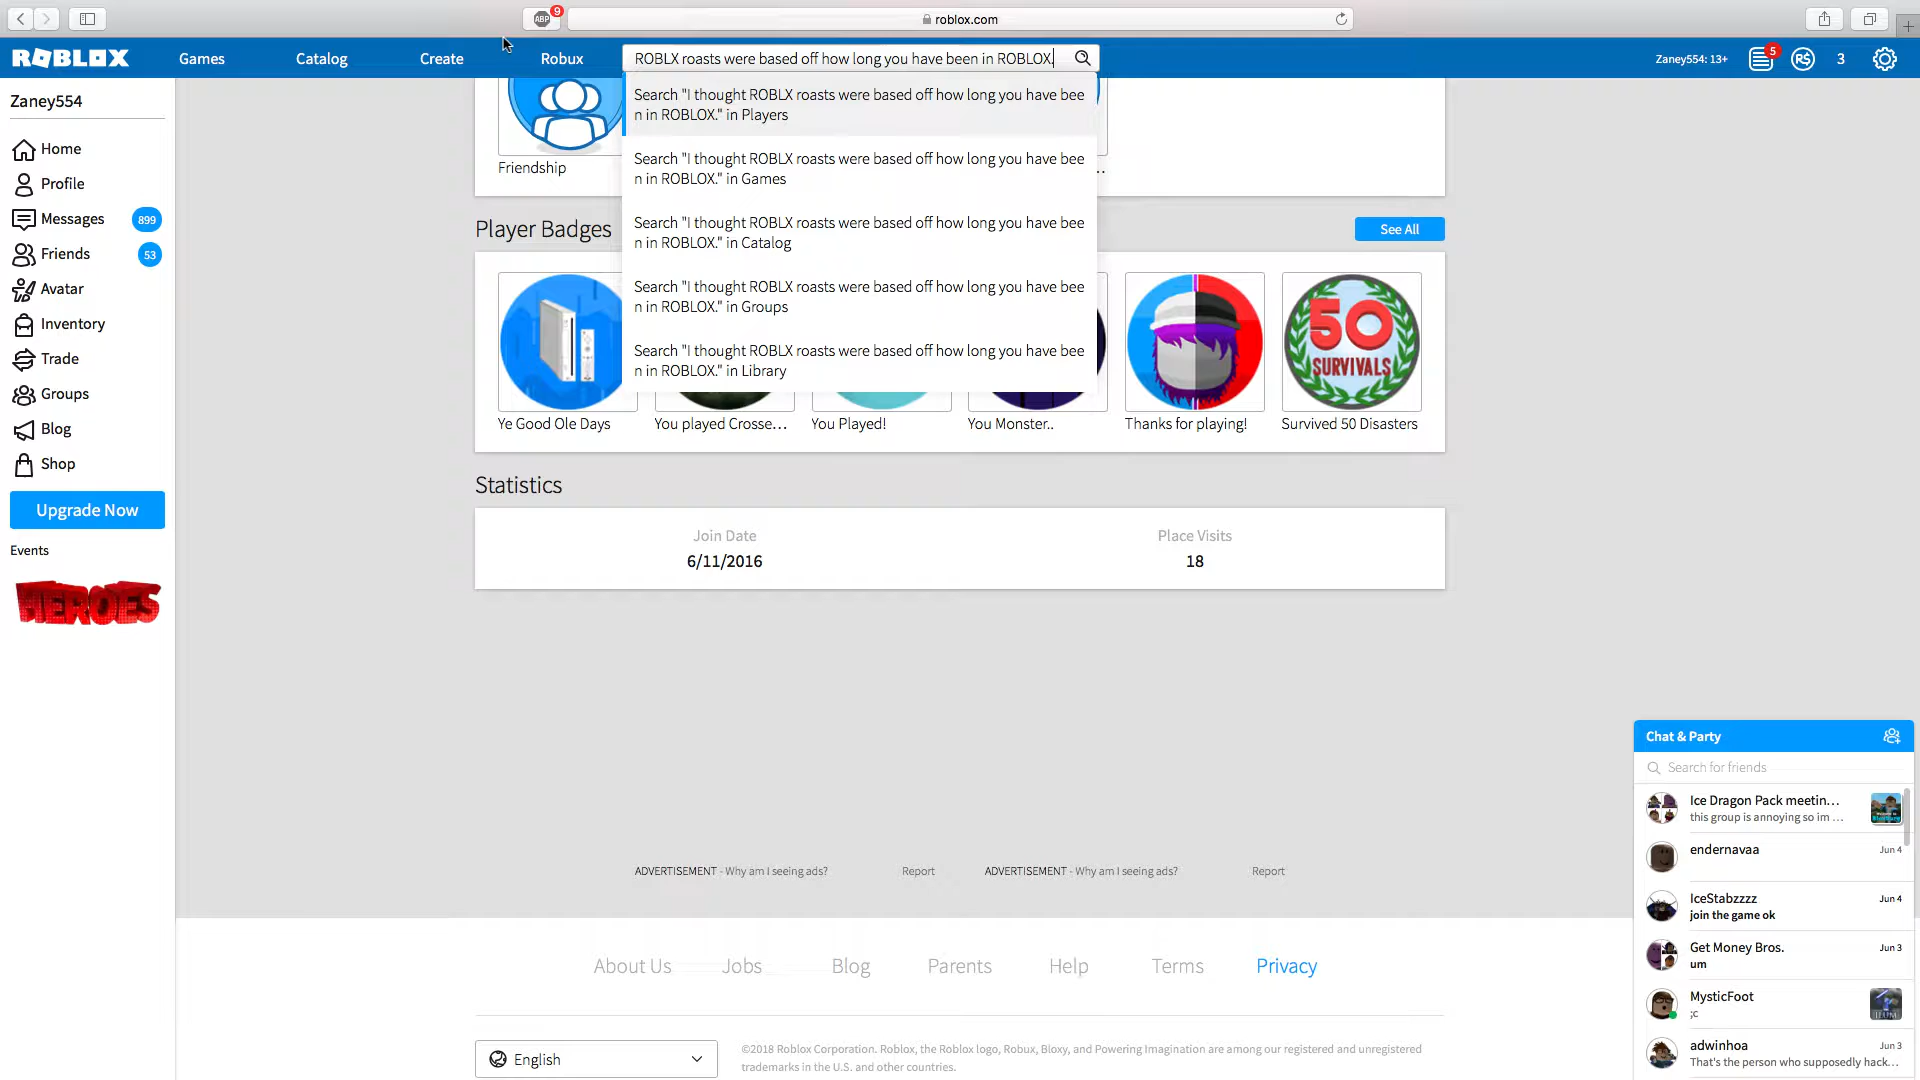 ABP
9
roblox.com
ROBLOX
Games
Catalog
Create
Robux
ROBLX roasts were based off how long you have been in ROBLOX.
Zaney554: 13+
5
R$
3
Zaney554
Home
Profile
Messages
899
Friends
53
Avatar
Inventory
Trade
Groups
Blog
Shop
Upgrade Now
Events
HEROES
Search "I thought ROBLX roasts were based off how long you have bee
n in ROBLOX." in Players
Search "I thought ROBLX roasts were based off how long you have bee
n in ROBLOX." in Games
Search "I thought ROBLX roasts were based off how long you have bee
n in ROBLOX." in Catalog
Search "I thought ROBLX roasts were based off how long you have bee
n in ROBLOX." in Groups
Search "I thought ROBLX roasts were based off how long you have bee
n in ROBLOX." in Library
Friendship
..
Player Badges
See All
50
SURVIVALS
Ye Good Ole Days
You played Crosse...
You Played!
You Monster..
Thanks for playing!
Survived 50 Disasters
Statistics
Join Date
6/11/2016
Place Visits
18
ADVERTISEMENT - Why am I seeing ads?
Report
ADVERTISEMENT - Why am I seeing ads?
Report
About Us
Jobs
Blog
Parents
Help
Terms
Privacy
English
©2018 Roblox Corporation. Roblox, the Roblox logo, Robux, Bloxy, and Powering Imagination are among our registered and unregistered
trademarks in the U.S. and other countries.
Chat & Party
Search for friends
Ice Dragon Pack meetin...
this group is annoying so im ...
endernavaa
Jun 4
IceStabzzzz
Jun 4
join the game ok
Get Money Bros.
Jun 3
um
MysticFoot
;c
adwinhoa
Jun 3
That's the person who supposedly hack...